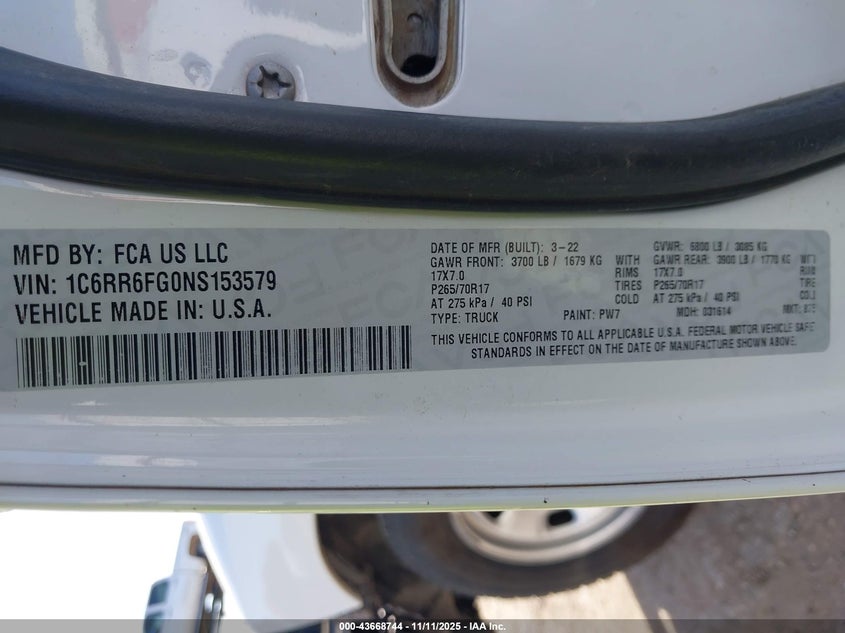 MFD BY: FCA US LLC
VIN: 1C6RR6FG0NS153579
VEHICLE MADE IN: U.S.A.
DATE OF MFR (BUILT): 3-22 GVWR: 6800 LB / 3085 KG
GAWR FRONT: 3700 LB / 1679 KG WITH GAWR REAR: 3900 LB / 1770 KG
17X7.0 RIMS 17X7.0
P265/70R17 TIRES P265/70R17
AT 275 kPa / 40 PSI COLD AT 275 kPa / 40 PSI
TYPE: TRUCK PAINT: PW7 MDH: 031614 MKT:
THIS VEHICLE CONFORMS TO ALL APPLICABLE U.S.A. FEDERAL MOTOR VEHICLE
STANDARDS IN EFFECT ON THE DATE OF MANUFACTURE SHOWN ABOVE.
000-43668744 - 11/11/2025 - IAA Inc.